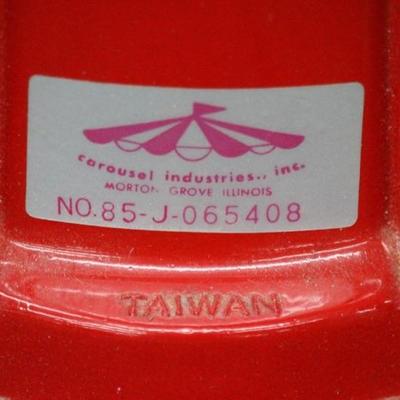 carousel industries., inc.
MORTON GROVE ILLINOIS
NO.85-J-065408
TAIWAN